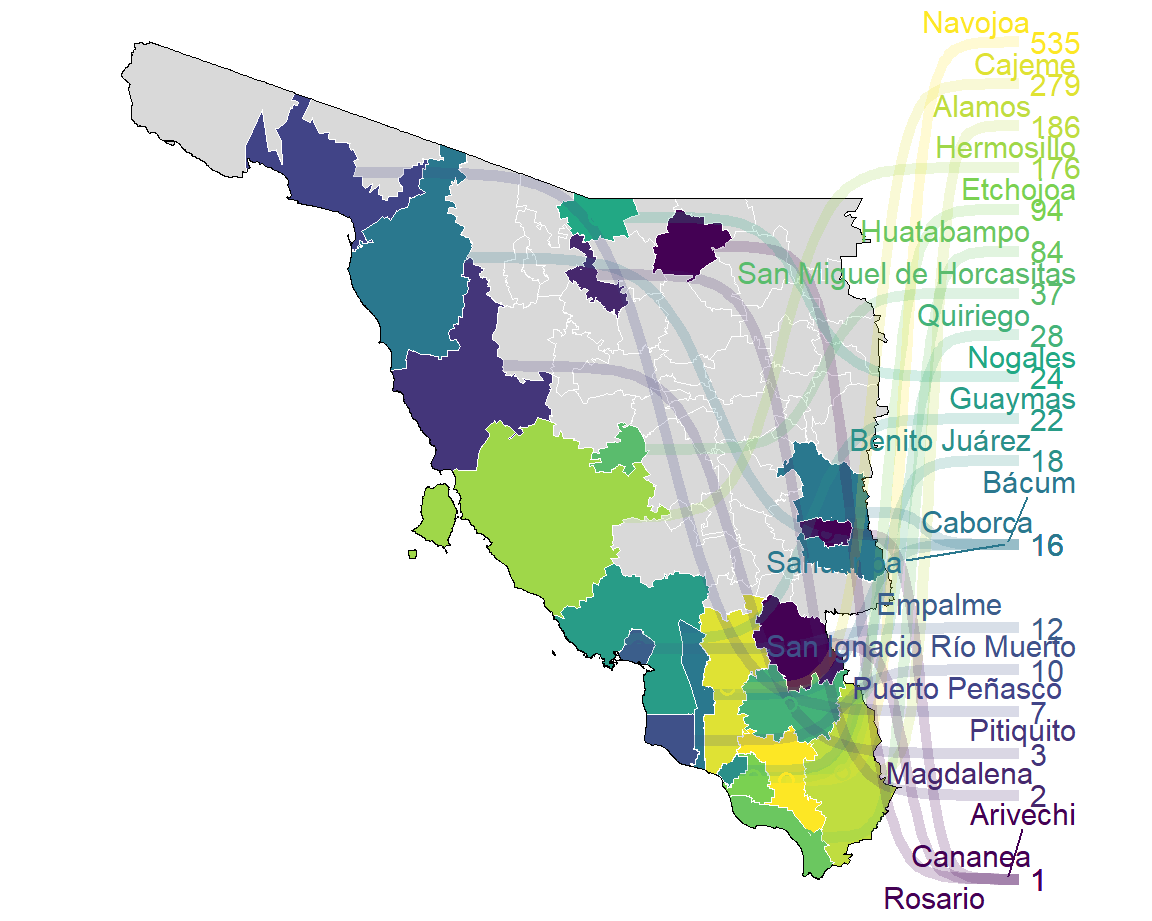 Navojoa
535
Cajeme
279
Alamos
186
Hermosillo
176
Etchojoa
94
Huatabampo
84
San Miguel de Horcasitas
37
Quiriego
28
Nogales
24
Guaymas
22
Benito Juárez
18
Bácum
Caborca
16
Sahuaripa
Empalme
12
San Ignacio Río Muerto
10
Puerto Peñasco
7
Pitiquito
3
Magdalena
2
Arivechi
Cananea
1
Rosario